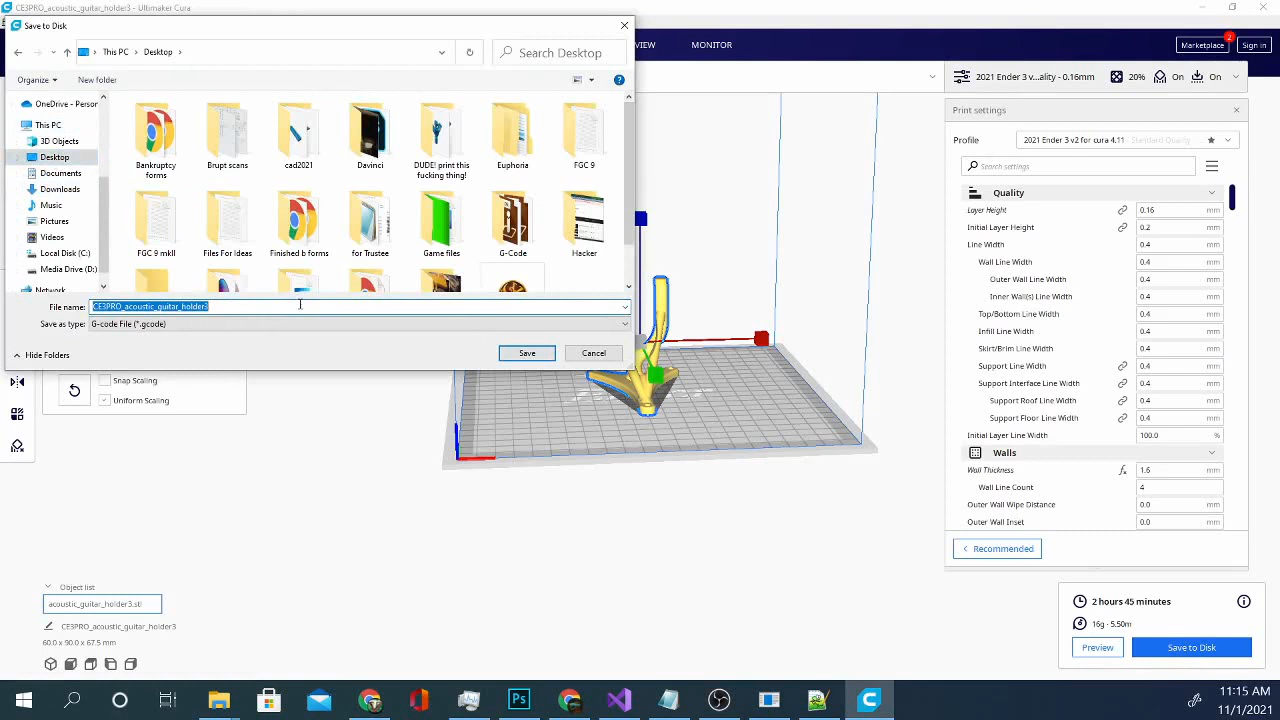 CE3PRO_acoustic_guitar_holder3 - Ultimaker Cura
Save to Disk
This PC
Desktop
Search Desktop
VIEW
MONITOR
Marketplace
2
Sign in
Organize
New folder
2021 Ender 3 v...ality - 0.16mm
20%
On
On
OneDrive - Person
This PC
3D Objects
Desktop
Documents
Downloads
Music
Pictures
Videos
Local Disk (C:)
Media Drive (D:)
Network
Bankruptcy forms
Brupt scans
cad2021
Davinci
DUDE! print this fucking thing!
Euphoria
FGC 9
FGC 9 mkII
Files For Ideas
Finished b forms
for Trustee
Game files
G-Code
Hacker
File name:
CE3PRO_acoustic_guitar_holder3
Save as type:
G-code File (*.gcode)
Hide Folders
Save
Cancel
Snap Scaling
Uniform Scaling
Print settings
Profile
2021 Ender 3 v2 for cura 4.11
Standard Quality
Search settings
Quality
Layer Height
0.16
mm
Initial Layer Height
0.2
mm
Line Width
0.4
mm
Wall Line Width
0.4
mm
Outer Wall Line Width
0.4
mm
Inner Wall(s) Line Width
0.4
mm
Top/Bottom Line Width
0.4
mm
Infill Line Width
0.4
mm
Skirt/Brim Line Width
0.4
mm
Support Line Width
0.4
mm
Support Interface Line Width
0.4
mm
Support Roof Line Width
0.4
mm
Support Floor Line Width
0.4
mm
Initial Layer Line Width
100.0
%
Walls
Wall Thickness
1.6
mm
Wall Line Count
4
Outer Wall Wipe Distance
0.0
mm
Outer Wall Inset
0.0
mm
Recommended
Object list
acoustic_guitar_holder3.stl
CE3PRO_acoustic_guitar_holder3
60.0 x 90.0 x 67.5 mm
2 hours 45 minutes
16g · 5.50m
Preview
Save to Disk
11:15 AM
11/1/2021